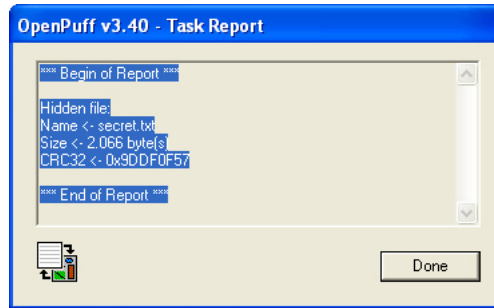 OpenPuff v3.40 - Task Report
*** Begin of Report ***
Hidden file:
Name <- secret.txt
Size <- 2.066 byte(s)
CRC32 <- 0x9DDF0F57
*** End of Report ***
Done